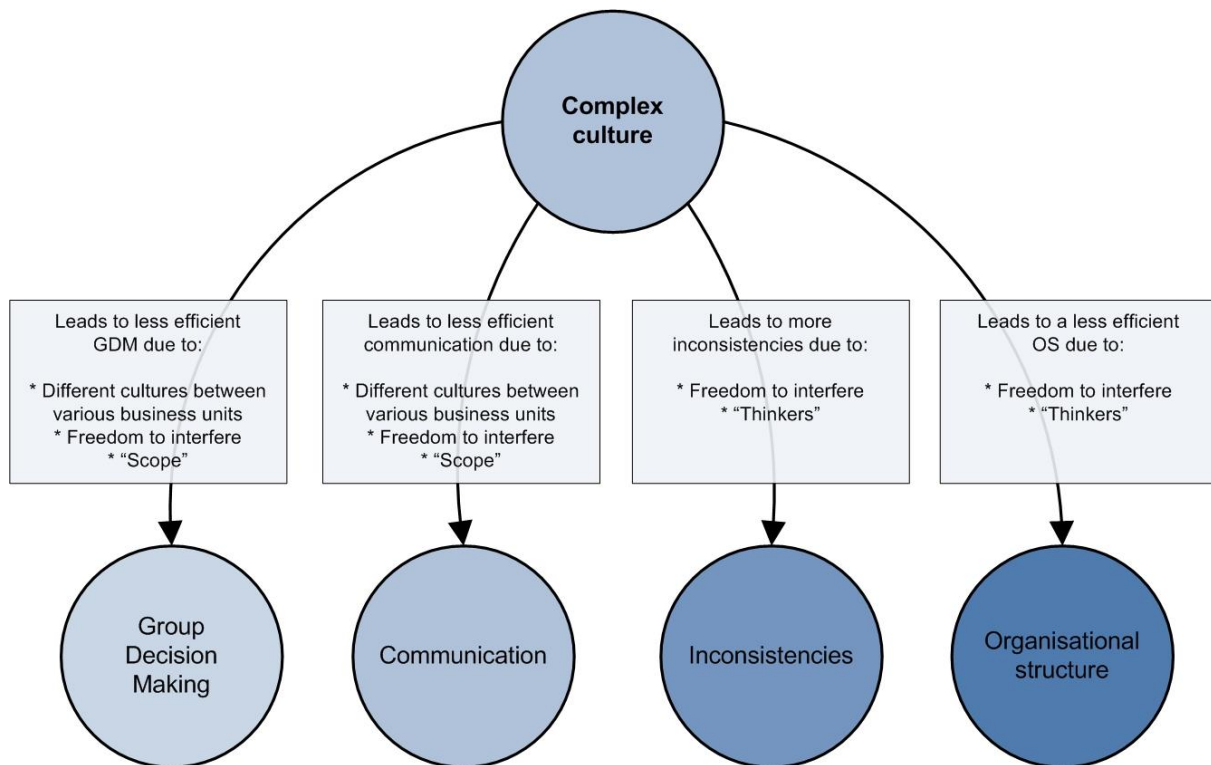 Complex
culture
Leads to less efficient
GDM due to:
* Different cultures between
various business units
* Freedom to interfere
* “Scope”
Leads to less efficient
communication due to:
* Different cultures between
various business units
* Freedom to interfere
* “Scope”
Leads to more
inconsistencies due to:
* Freedom to interfere
* “Thinkers”
Leads to a less efficient
OS due to:
* Freedom to interfere
* “Thinkers”
Group
Decision
Making
Communication
Inconsistencies
Organisational
structure